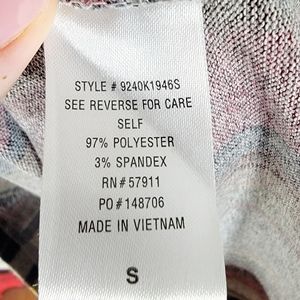 STYLE # 9240K1946S
SEE REVERSE FOR CARE
SELF
97% POLYESTER
3% SPANDEX
RN# 57911
PO# 148706
MADE IN VIETNAM
S